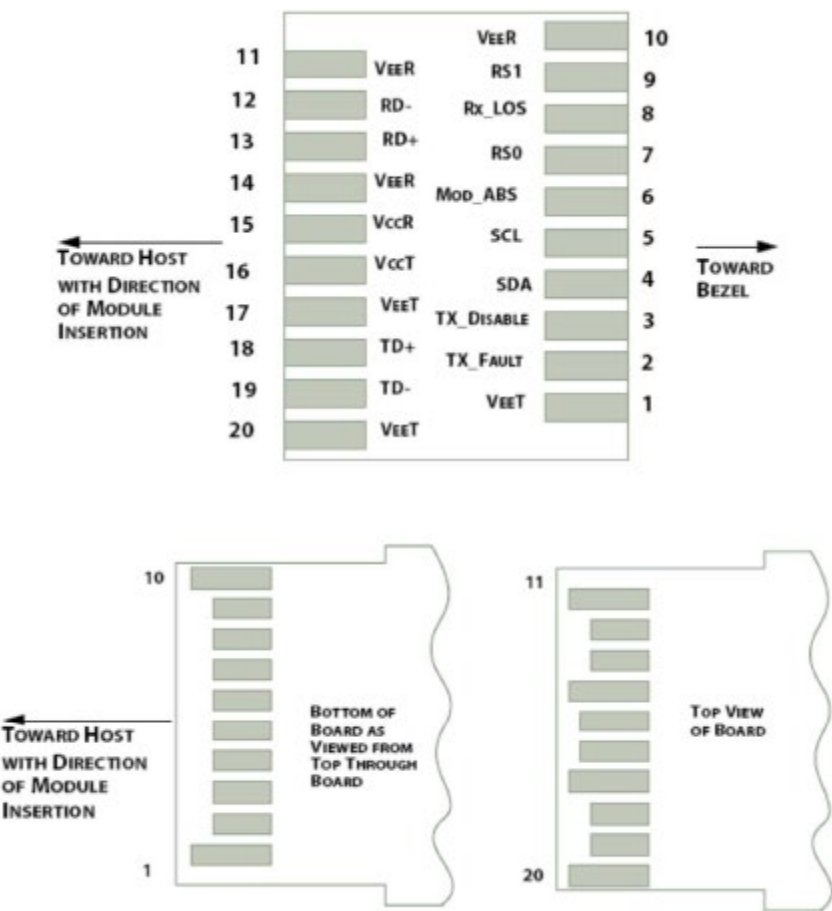 VEER 10
11 VEER RS1 9
12 RD- RX_LOS 8
13 RD+ RS0 7
14 VEER MOD_ABS 6
15 VCCR SCL 5
16 VCCT SDA 4
17 VEET TX_DISABLE 3
18 TD+ TX_FAULT 2
19 TD- VEET 1
20 VEET
TOWARD HOST
WITH DIRECTION
OF MODULE
INSERTION
TOWARD
BEZEL
10
1
BOTTOM OF
BOARD AS
VIEWED FROM
TOP THROUGH
BOARD
TOWARD HOST
WITH DIRECTION
OF MODULE
INSERTION
11
20
TOP VIEW
OF BOARD